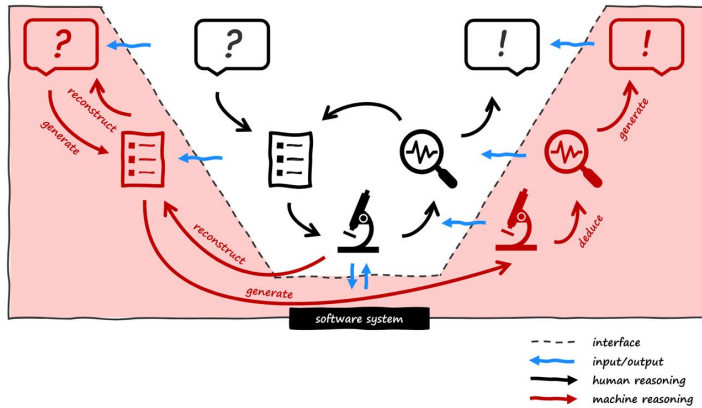 ?
?
!
!
reconstruct
generate
generate
reconstruct
deduce
generate
software system
interface
input/output
human reasoning
machine reasoning